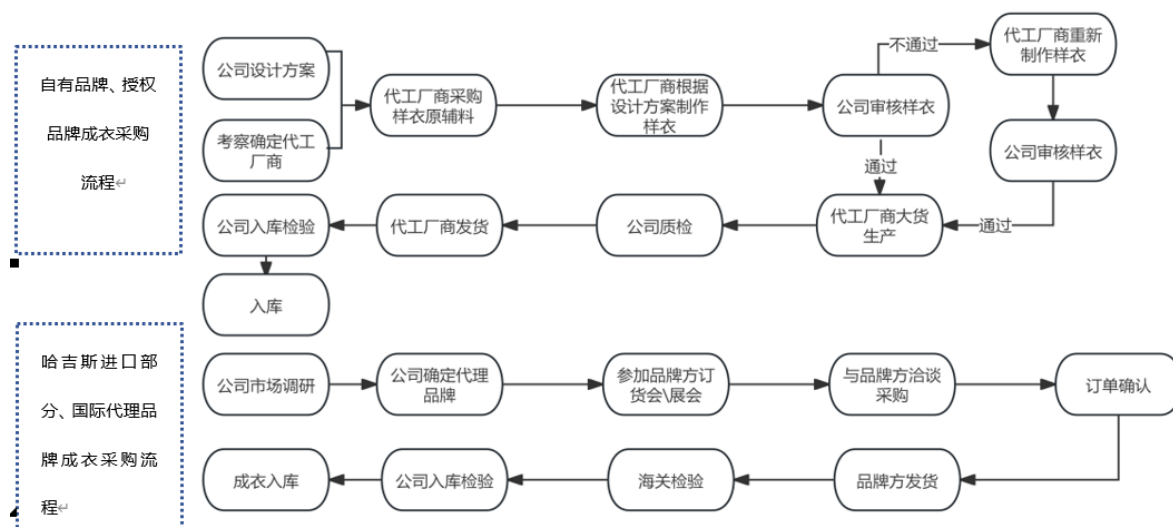 自有品牌、授权
品牌成衣采购
流程↵
公司设计方案
考察确定代工
厂商
代工厂商采购
样衣原辅料
代工厂商根据
设计方案制作
样衣
公司审核样衣
不通过
代工厂商重新
制作样衣
公司审核样衣
通过
通过
代工厂商大货
生产
公司质检
代工厂商发货
公司入库检验
入库
哈吉斯进口部
分、国际代理品
牌成衣采购流
程↵
公司市场调研
公司确定代理
品牌
参加品牌方订
货会\展会
与品牌方洽谈
采购
订单确认
品牌方发货
海关检验
公司入库检验
成衣入库